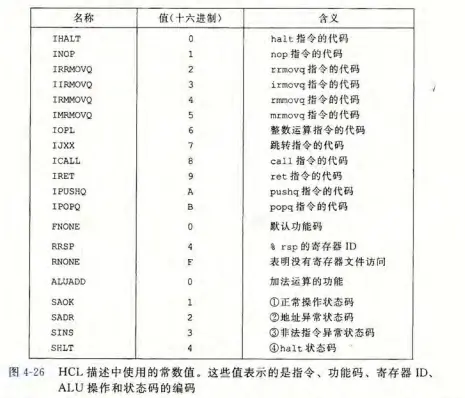 名称 值(十六进制) 含义
IHALT 0 halt 指令的代码
INOP 1 nop 指令的代码
IRRMOVQ 2 rrmovq 指令的代码
IIRMOVQ 3 irmovq 指令的代码
IRMMOVQ 4 rmmovq 指令的代码
IMRMOVQ 5 mrmovq 指令的代码
IOPL 6 整数运算指令的代码
IJXX 7 跳转指令的代码
ICALL 8 call 指令的代码
IRET 9 ret 指令的代码
IPUSHQ A pushq 指令的代码
IPOPQ B popq 指令的代码
FNONE 0 默认功能码
RRSP 4 % rsp 的寄存器 ID
RNONE F 表明没有寄存器文件访问
ALUADD 0 加法运算的功能
SAOK 1 ①正常操作状态码
SADR 2 ②地址异常状态码
SINS 3 ③非法指令异常状态码
SHLT 4 ④halt 状态码
图 4-26 HCL 描述中使用的常数值。这些值表示的是指令、功能码、寄存器 ID、
ALU 操作和状态码的编码